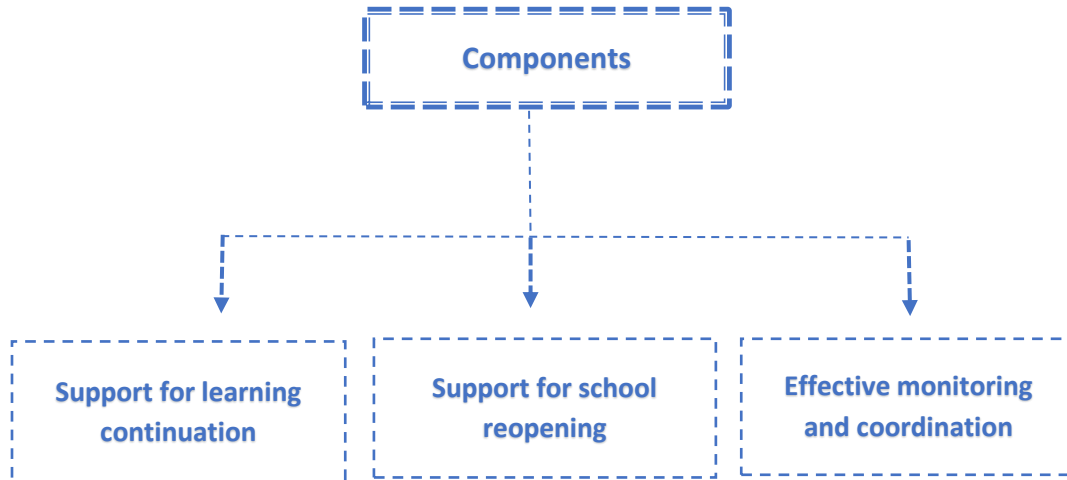 Components
Support for learning
continuation
Support for school
reopening
Effective monitoring
and coordination